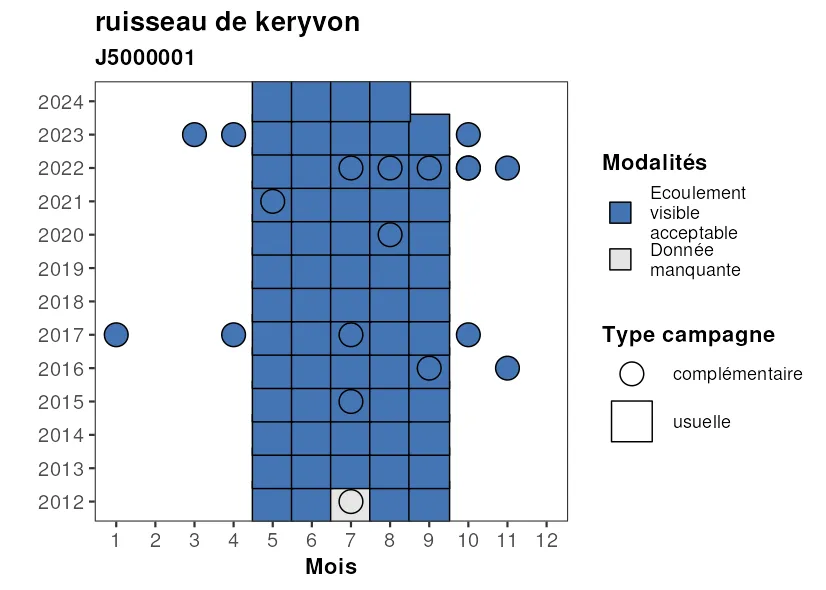 ruisseau de keryvon
J5000001
2024
2023
2022
2021
2020
2019
2018
2017
2016
2015
2014
2013
2012
1 2 3 4 5 6 7 8 9 10 11 12
Mois
Modalités
Ecoulement
visible
acceptable
Donnée
manquante
Type campagne
complémentaire
usuelle